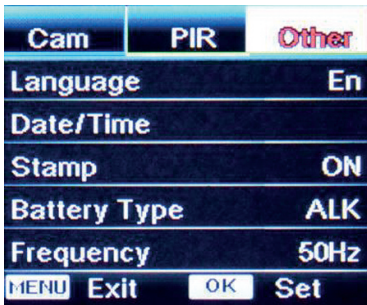 Cam PIR Other
Language En
Date/Time
Stamp ON
Battery Type ALK
Frequency 50Hz
MENU Exit OK Set